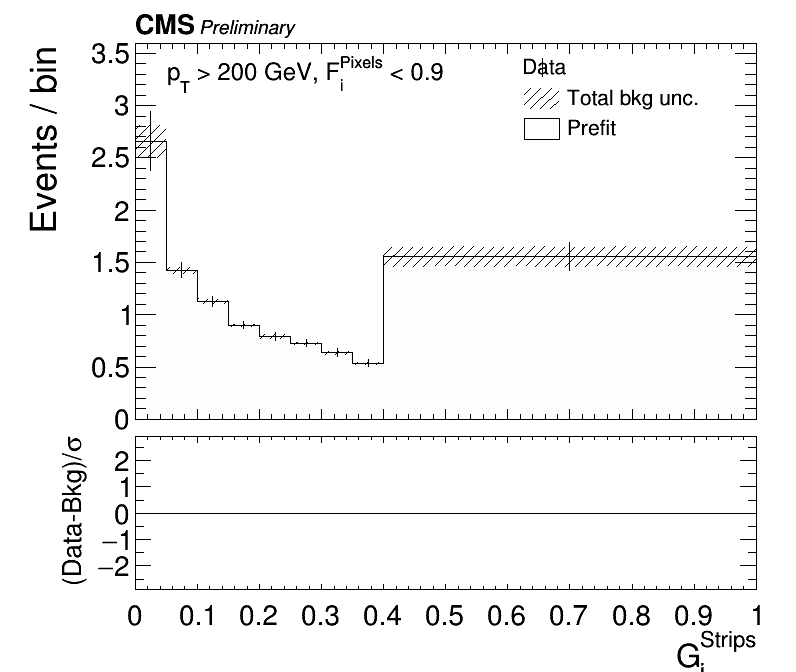 CMS Preliminary
Events / bin
3.5
3
2.5
2
1.5
1
0.5
0
p_T > 200 GeV, F_i^Pixels < 0.9
Data
Total bkg unc.
Prefit
(Data-Bkg)/σ
2
1
0
−1
−2
0 0.1 0.2 0.3 0.4 0.5 0.6 0.7 0.8 0.9 1
G_i^Strips